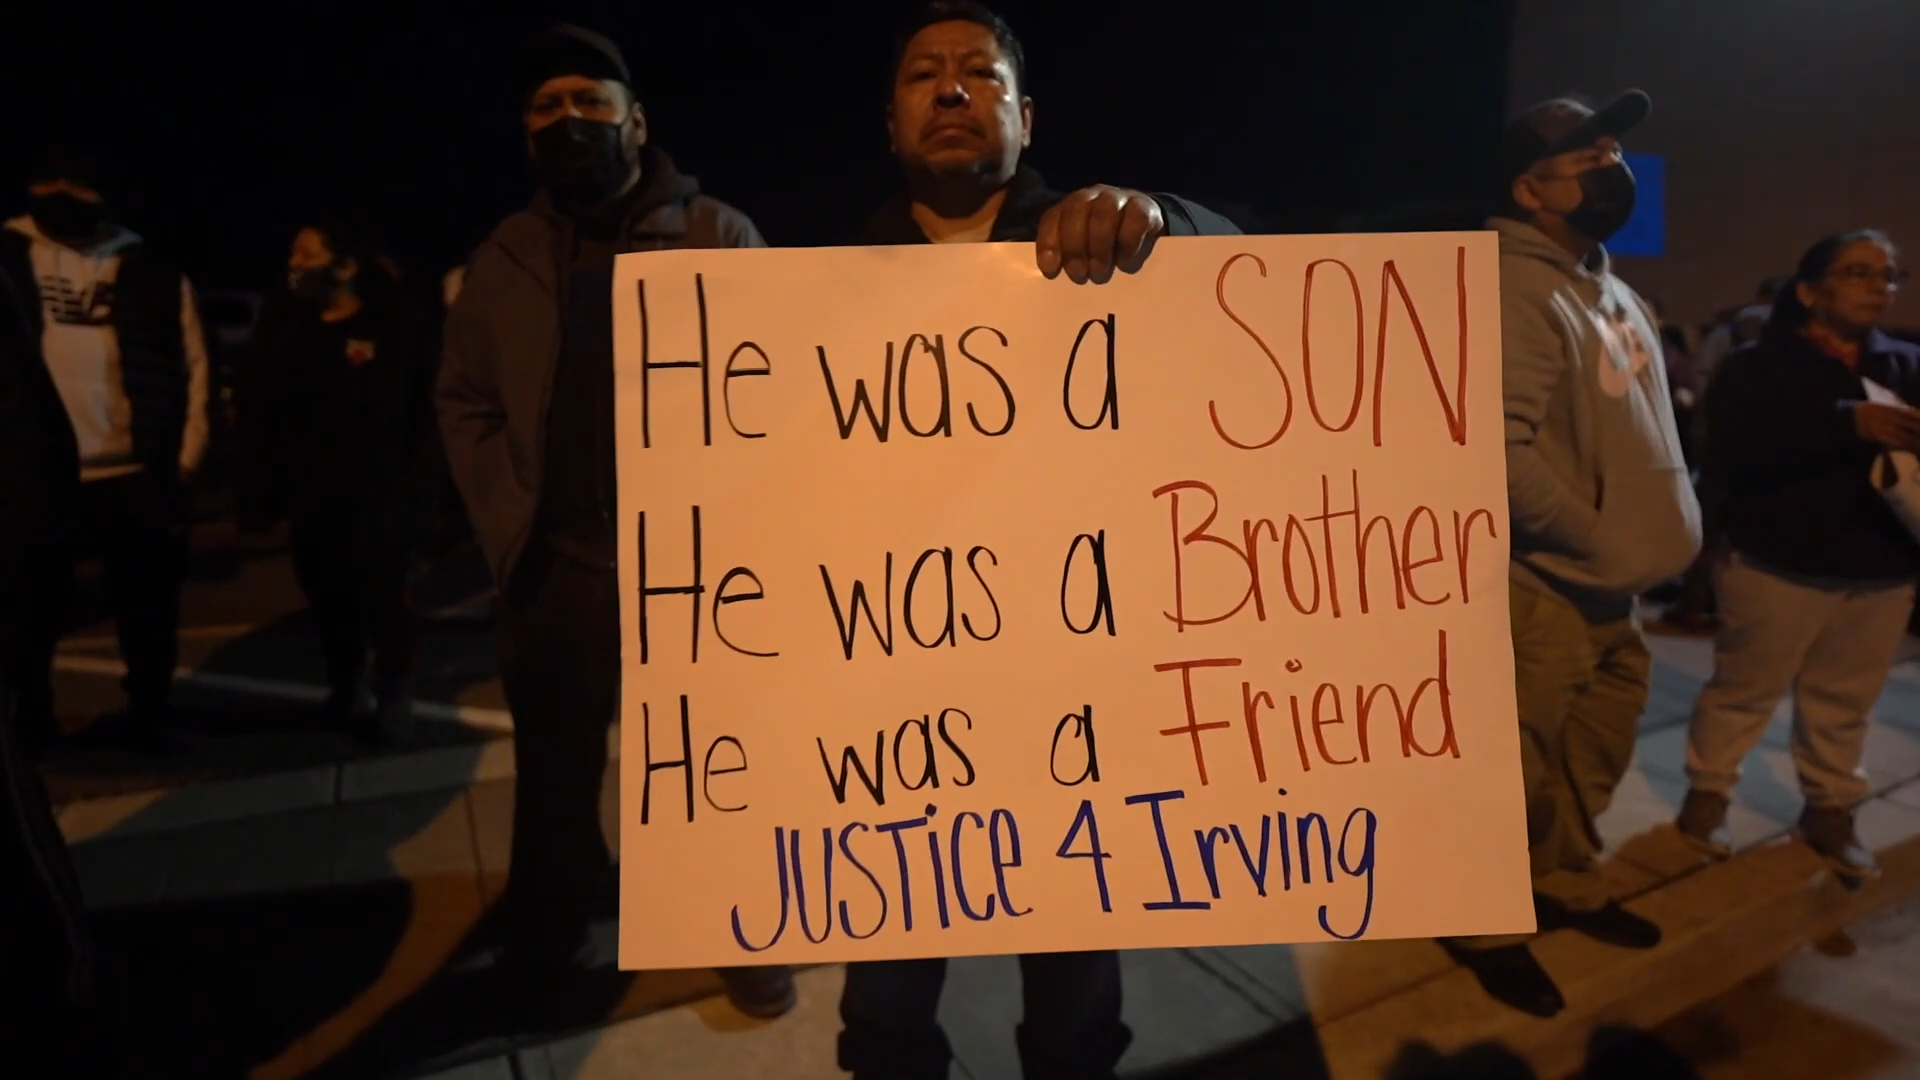 He was a SON
He was a Brother
He was a Friend
JUSTiCe 4 Irving